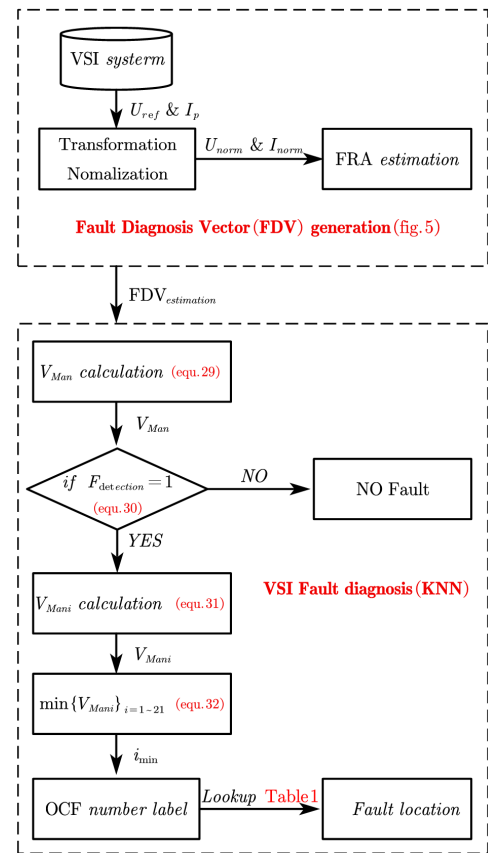 VSI systerm
U_ref & I_p
Transformation
Nomalization
U_norm & I_norm
FRA estimation
Fault Diagnosis Vector(FDV) generation(fig.5)
FDV_estimation
V_Man calculation (equ.29)
V_Man
if F_detection=1
(equ.30)
NO
NO Fault
YES
V_Mani calculation (equ.31)
VSI Fault diagnosis(KNN)
V_Mani
min{V_Mani}_i=1~21 (equ.32)
i_min
OCF number label
Lookup Table1
Fault location